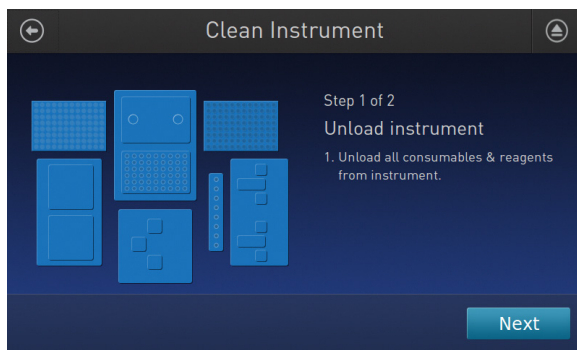 Clean Instrument
Step 1 of 2
Unload instrument
1. Unload all consumables & reagents
from instrument.
Next